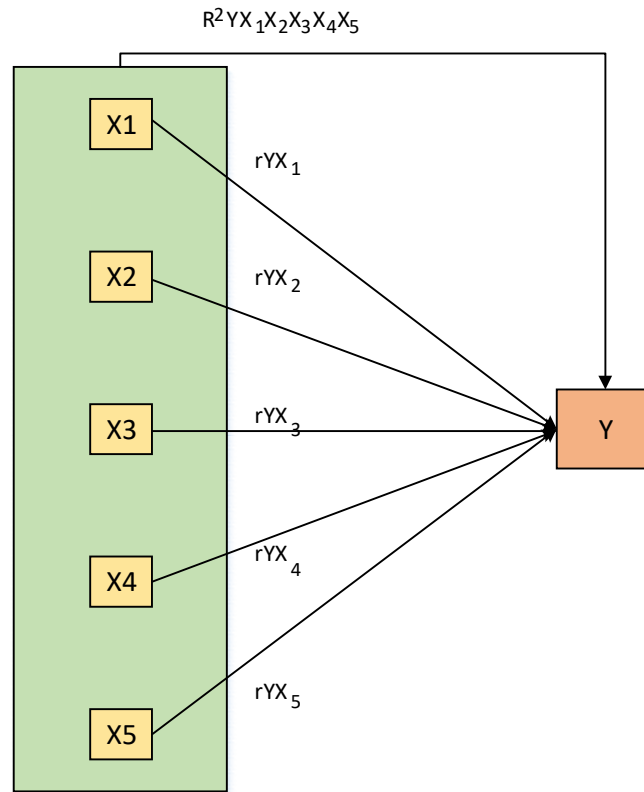 R²YX₁X₂X₃X₄X₅
X1
rYX₁
X2
rYX₂
X3
rYX₃
Y
X4
rYX₄
X5
rYX₅